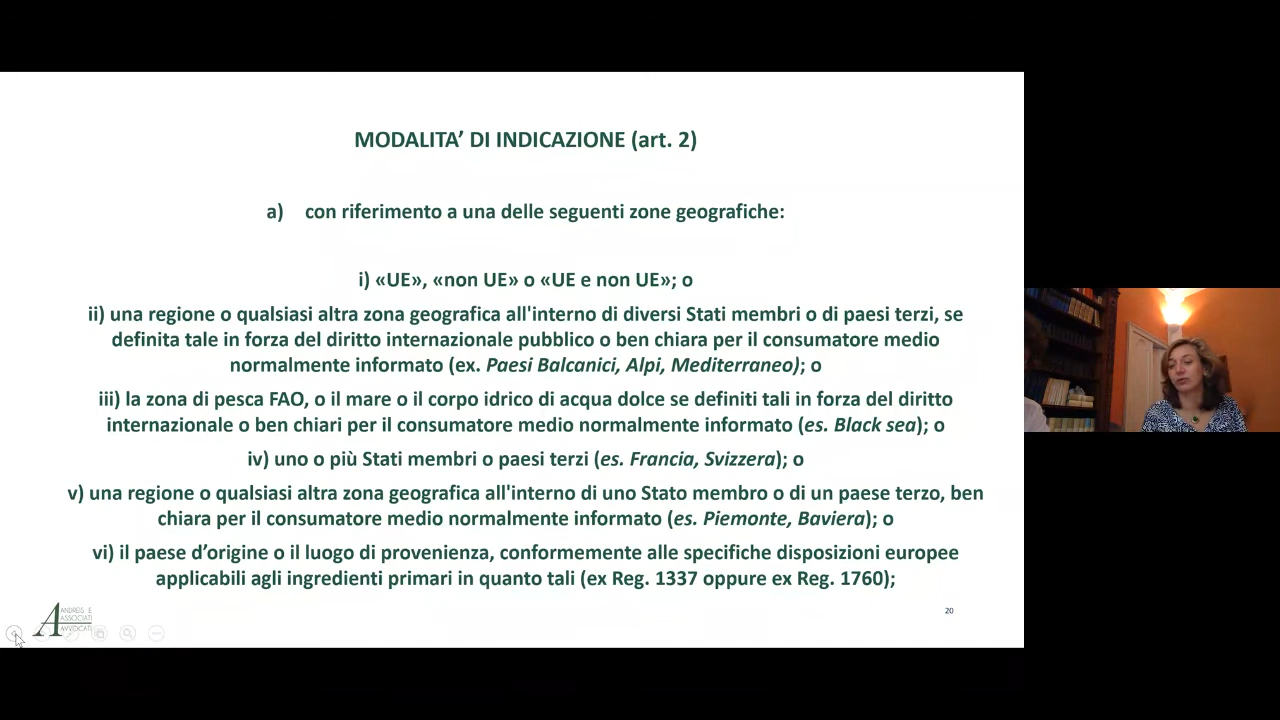 MODALITA’ DI INDICAZIONE (art. 2)
a) con riferimento a una delle seguenti zone geografiche:
i) «UE», «non UE» o «UE e non UE»; o
ii) una regione o qualsiasi altra zona geografica all'interno di diversi Stati membri o di paesi terzi, se
definita tale in forza del diritto internazionale pubblico o ben chiara per il consumatore medio
normalmente informato (ex. Paesi Balcanici, Alpi, Mediterraneo); o
iii) la zona di pesca FAO, o il mare o il corpo idrico di acqua dolce se definiti tali in forza del diritto
internazionale o ben chiari per il consumatore medio normalmente informato (es. Black sea); o
iv) uno o più Stati membri o paesi terzi (es. Francia, Svizzera); o
v) una regione o qualsiasi altra zona geografica all'interno di uno Stato membro o di un paese terzo, ben
chiara per il consumatore medio normalmente informato (es. Piemonte, Baviera); o
vi) il paese d’origine o il luogo di provenienza, conformemente alle specifiche disposizioni europee
applicabili agli ingredienti primari in quanto tali (ex Reg. 1337 oppure ex Reg. 1760);
ANDREIS E
ASSOCIATI
AVVOCATI
20